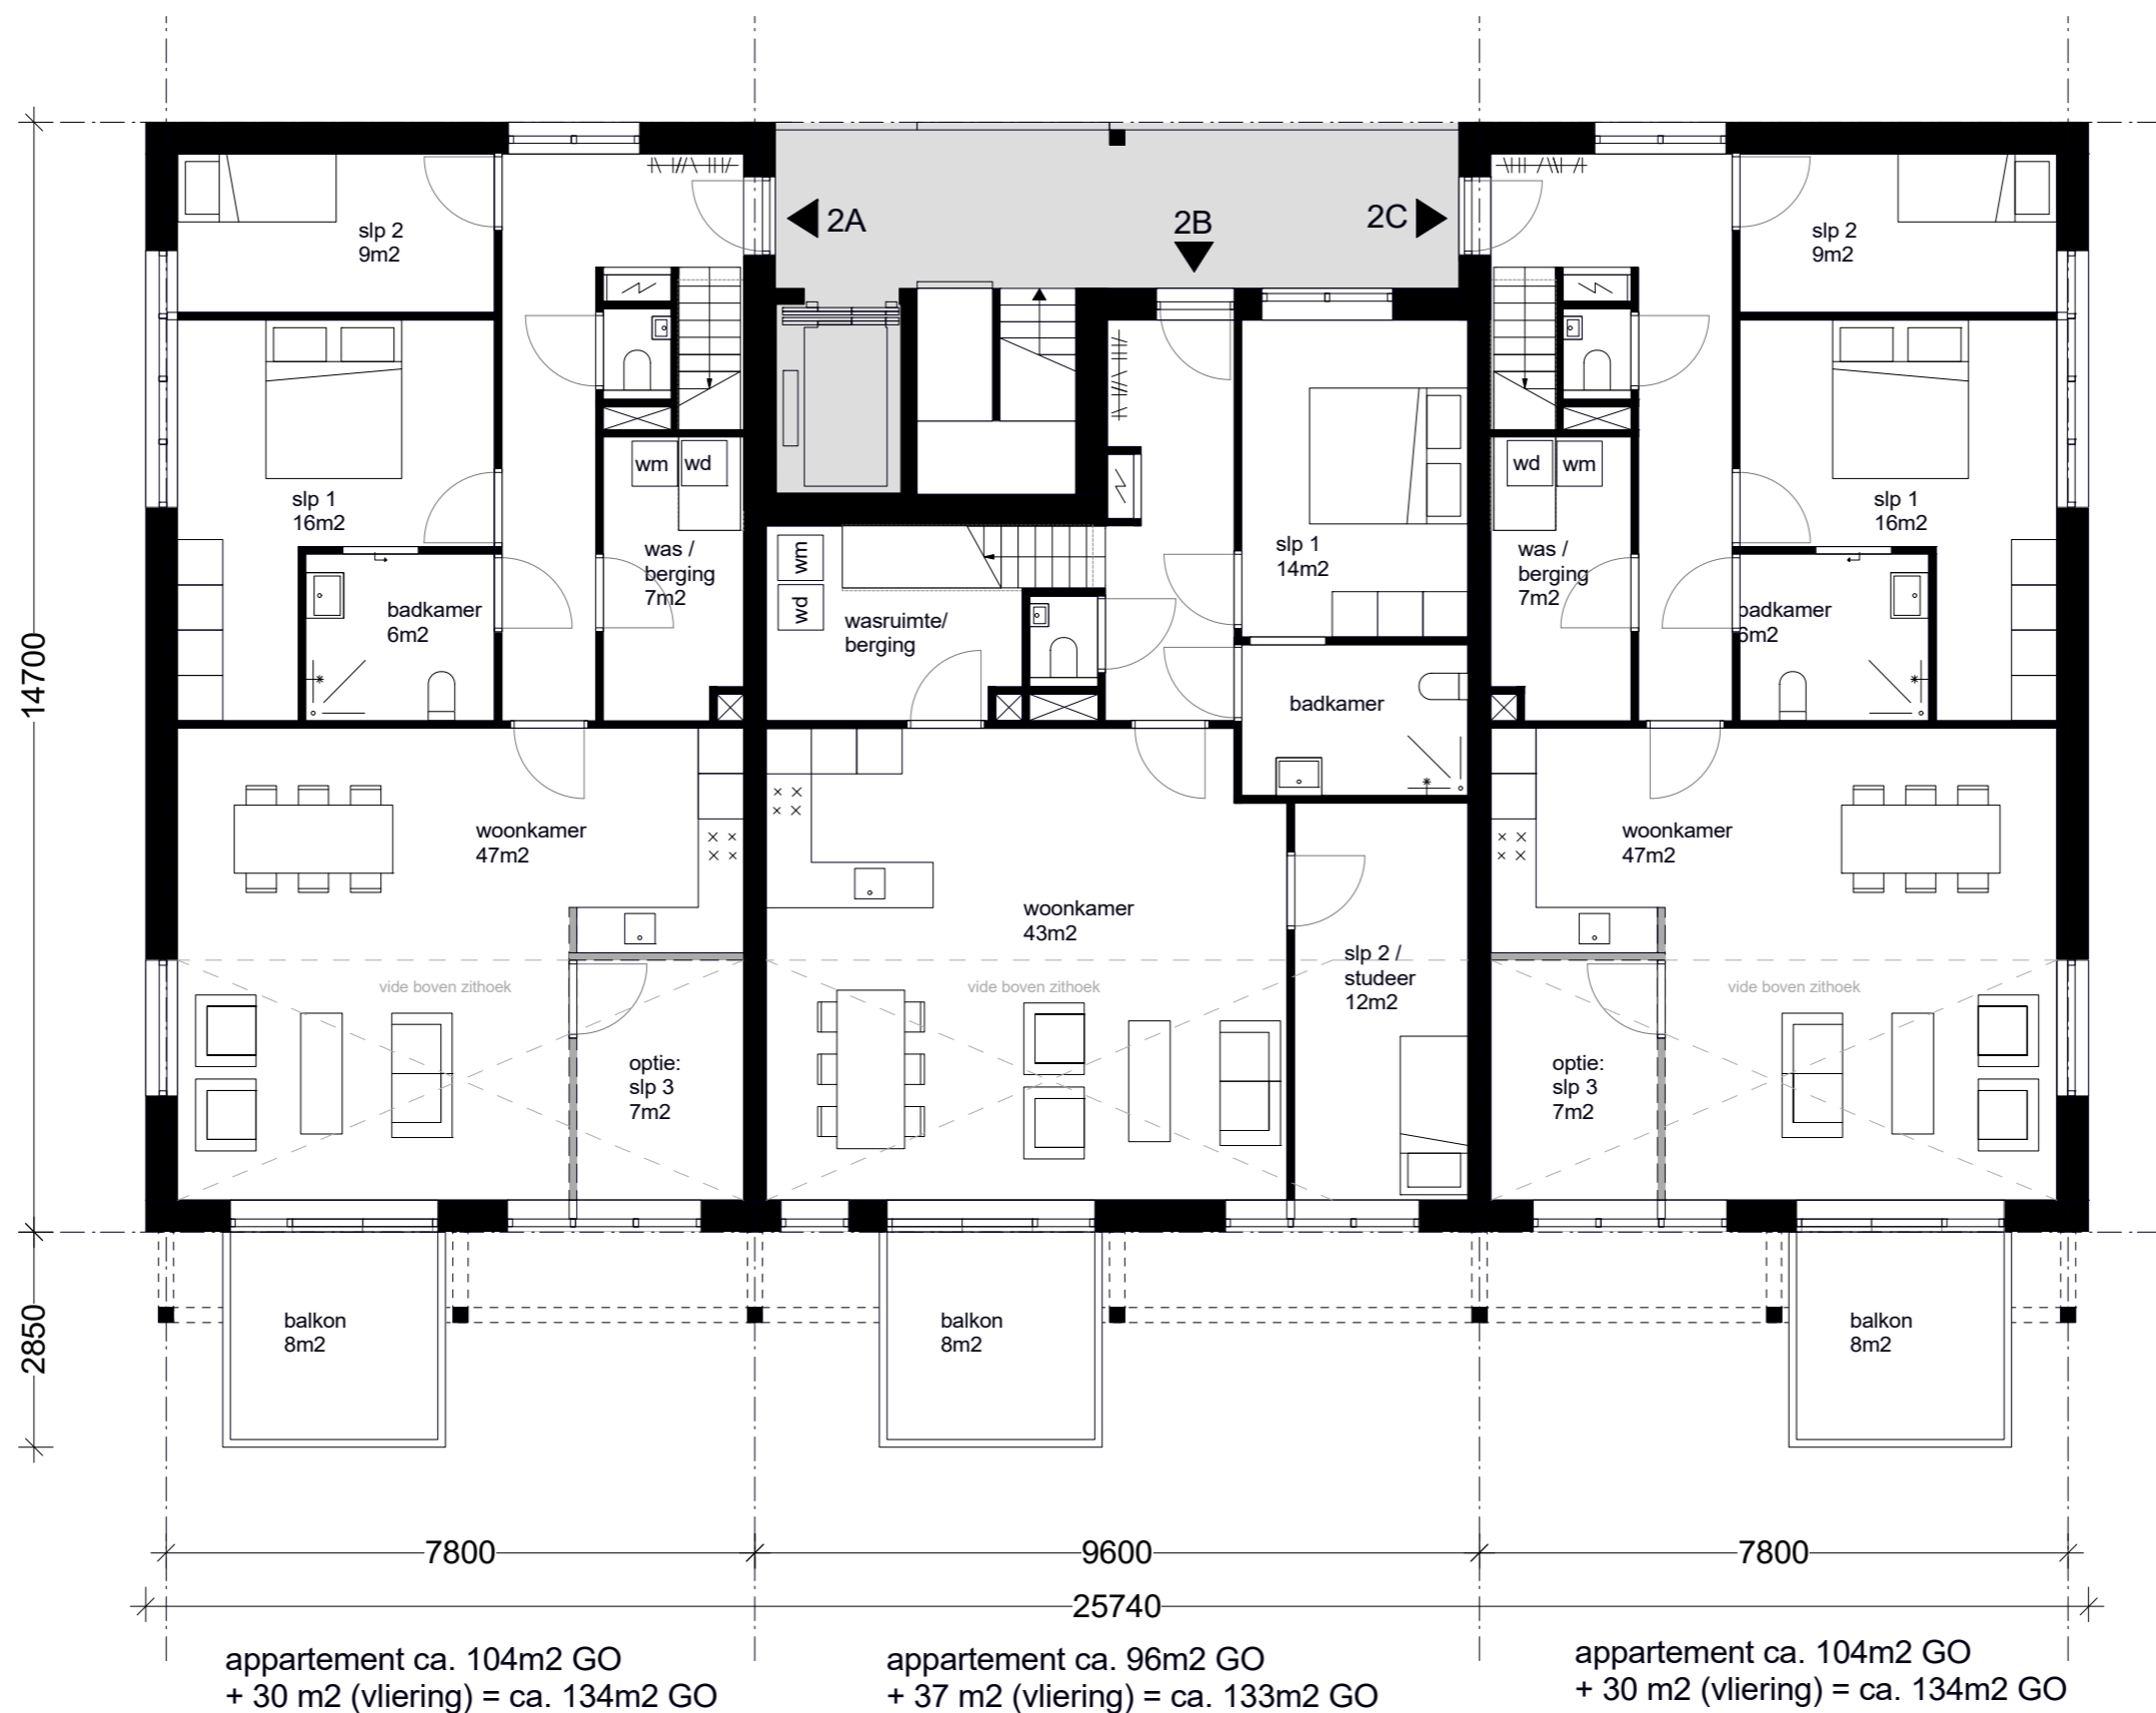 2A
2B
2C
slp 2
9m2
slp 2
9m2
slp 1
16m2
wm
wd
was /
berging
7m2
badkamer
6m2
wm
wd
wasruimte/
berging
slp 1
14m2
badkamer
wd
wm
was /
berging
7m2
slp 1
16m2
badkamer
6m2
14700
woonkamer
47m2
woonkamer
43m2
slp 2 /
studeer
12m2
woonkamer
47m2
vide boven zithoek
vide boven zithoek
vide boven zithoek
optie:
slp 3
7m2
optie:
slp 3
7m2
2850
balkon
8m2
balkon
8m2
balkon
8m2
7800
9600
7800
25740
appartement ca. 104m2 GO
+ 30 m2 (vliering) = ca. 134m2 GO
appartement ca. 96m2 GO
+ 37 m2 (vliering) = ca. 133m2 GO
appartement ca. 104m2 GO
+ 30 m2 (vliering) = ca. 134m2 GO